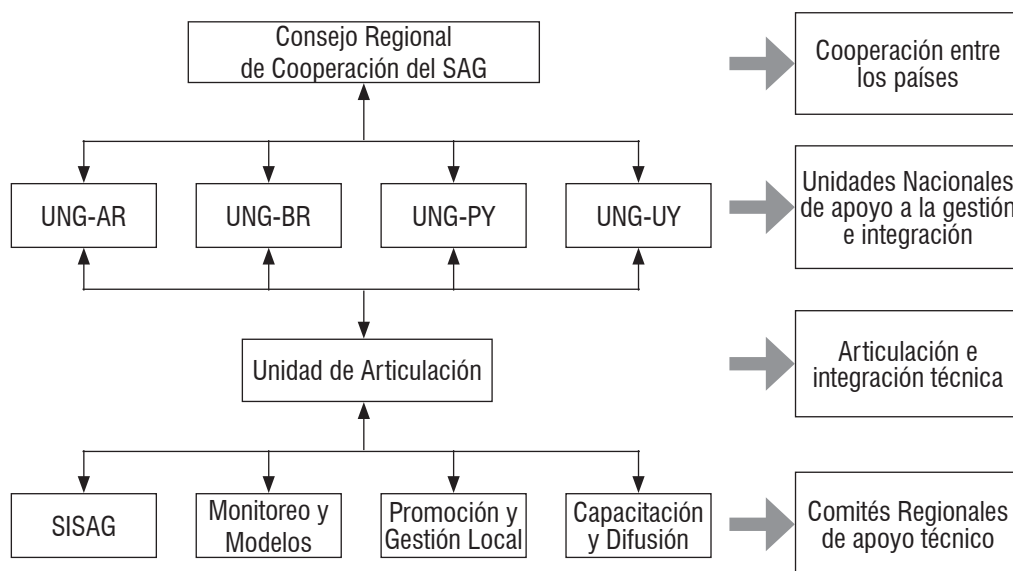 Consejo Regional
de Cooperación del SAG
Cooperación entre
los países
UNG-AR
UNG-BR
UNG-PY
UNG-UY
Unidades Nacionales
de apoyo a la gestión
e integración
Unidad de Articulación
Articulación e
integración técnica
SISAG
Monitoreo y
Modelos
Promoción y
Gestión Local
Capacitación
y Difusión
Comités Regionales
de apoyo técnico